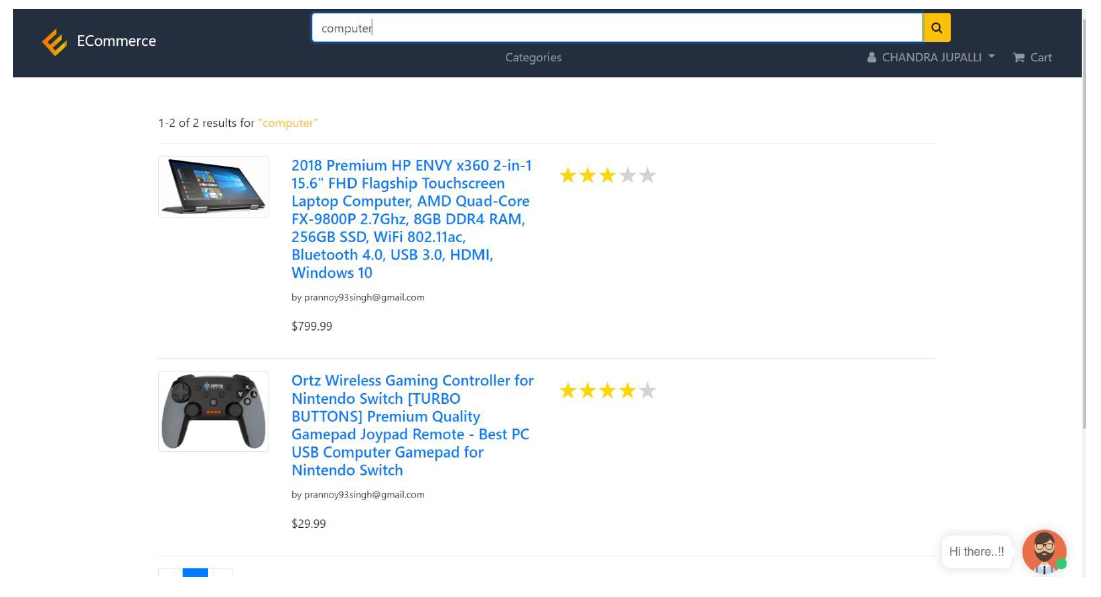 computer
ECommerce
Categories
CHANDRA JUPALLI
Cart
1-2 of 2 results for "computer"
2018 Premium HP ENVY x360 2-in-1
15.6" FHD Flagship Touchscreen
Laptop Computer, AMD Quad-Core
FX-9800P 2.7Ghz, 8GB DDR4 RAM,
256GB SSD, WiFi 802.11ac,
Bluetooth 4.0, USB 3.0, HDMI,
Windows 10
by prannoy93singh@gmail.com
$799.99
Ortz Wireless Gaming Controller for
Nintendo Switch [TURBO
BUTTONS] Premium Quality
Gamepad Joypad Remote - Best PC
USB Computer Gamepad for
Nintendo Switch
by prannoy93singh@gmail.com
$29.99
Hi there..!!